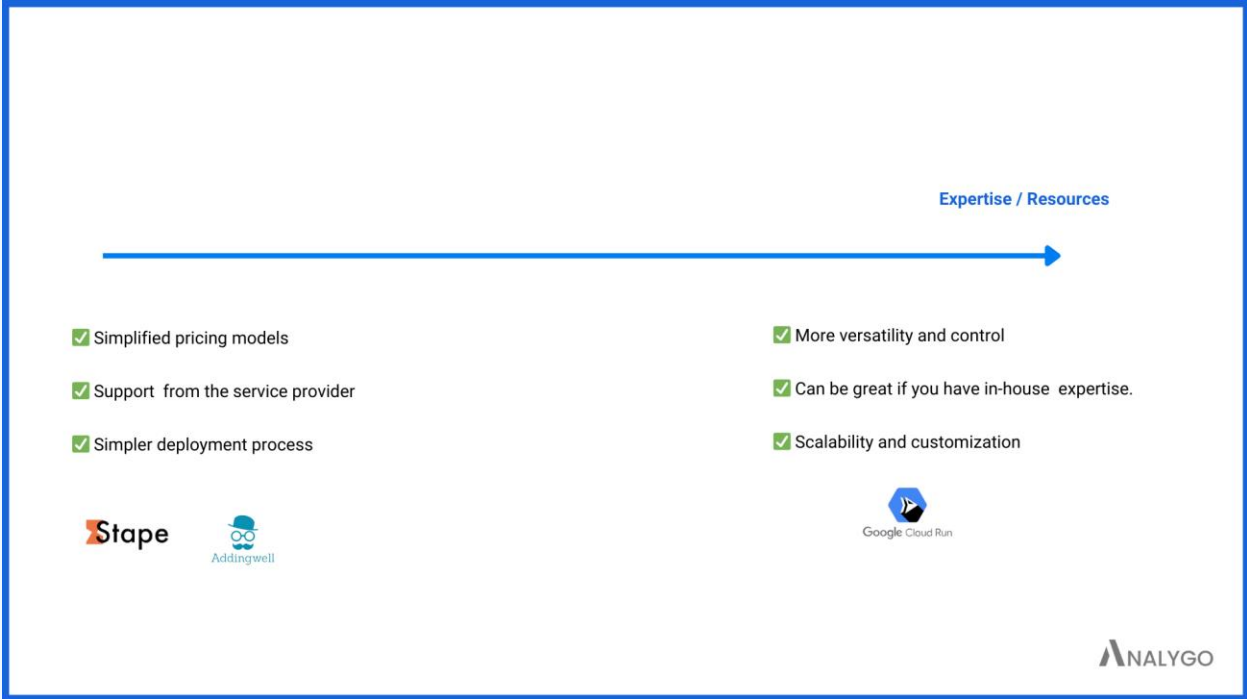 Expertise / Resources
Simplified pricing models
Support from the service provider
Simpler deployment process
Stape
Addingwell
More versatility and control
Can be great if you have in-house expertise.
Scalability and customization
Google Cloud Run
ANALYGO